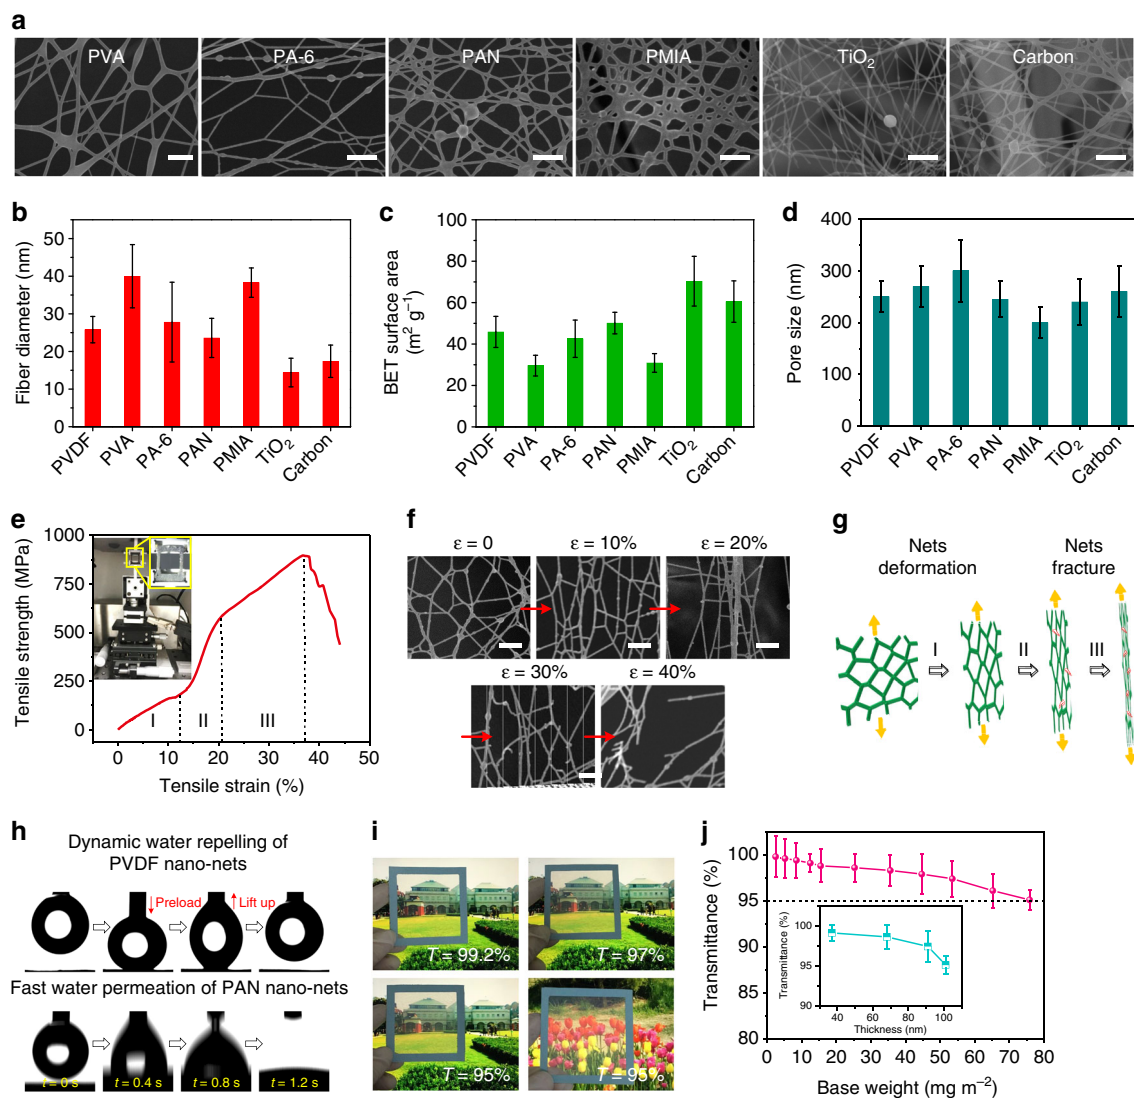 a
PVA
PA-6
PAN
PMIA
TiO2
Carbon
b
Fiber diameter (nm)
50
40
30
20
10
0
PVDF
PVA
PA-6
PAN
PMIA
TiO2
Carbon
c
BET surface area
(m2 g–1)
100
80
60
40
20
0
PVDF
PVA
PA-6
PAN
PMIA
TiO2
Carbon
d
Pore size (nm)
400
300
200
100
0
PVDF
PVA
PA-6
PAN
PMIA
TiO2
Carbon
e
Tensile strength (MPa)
1000
750
500
250
0
I
II
III
0
10
20
30
40
50
Tensile strain (%)
f
ε = 0
ε = 10%
ε = 20%
ε = 30%
ε = 40%
g
Nets
deformation
Nets
fracture
I
II
III
h
Dynamic water repelling of
PVDF nano-nets
Preload
Lift up
Fast water permeation of PAN nano-nets
t = 0 s
t = 0.4 s
t = 0.8 s
t = 1.2 s
i
T = 99.2%
T = 97%
T = 95%
T = 95%
j
Transmittance (%)
100
95
90
85
80
Transmittance (%)
100
95
90
40
60
80
100
Thickness (nm)
0
10
20
30
40
50
60
70
80
Base weight (mg m–2)